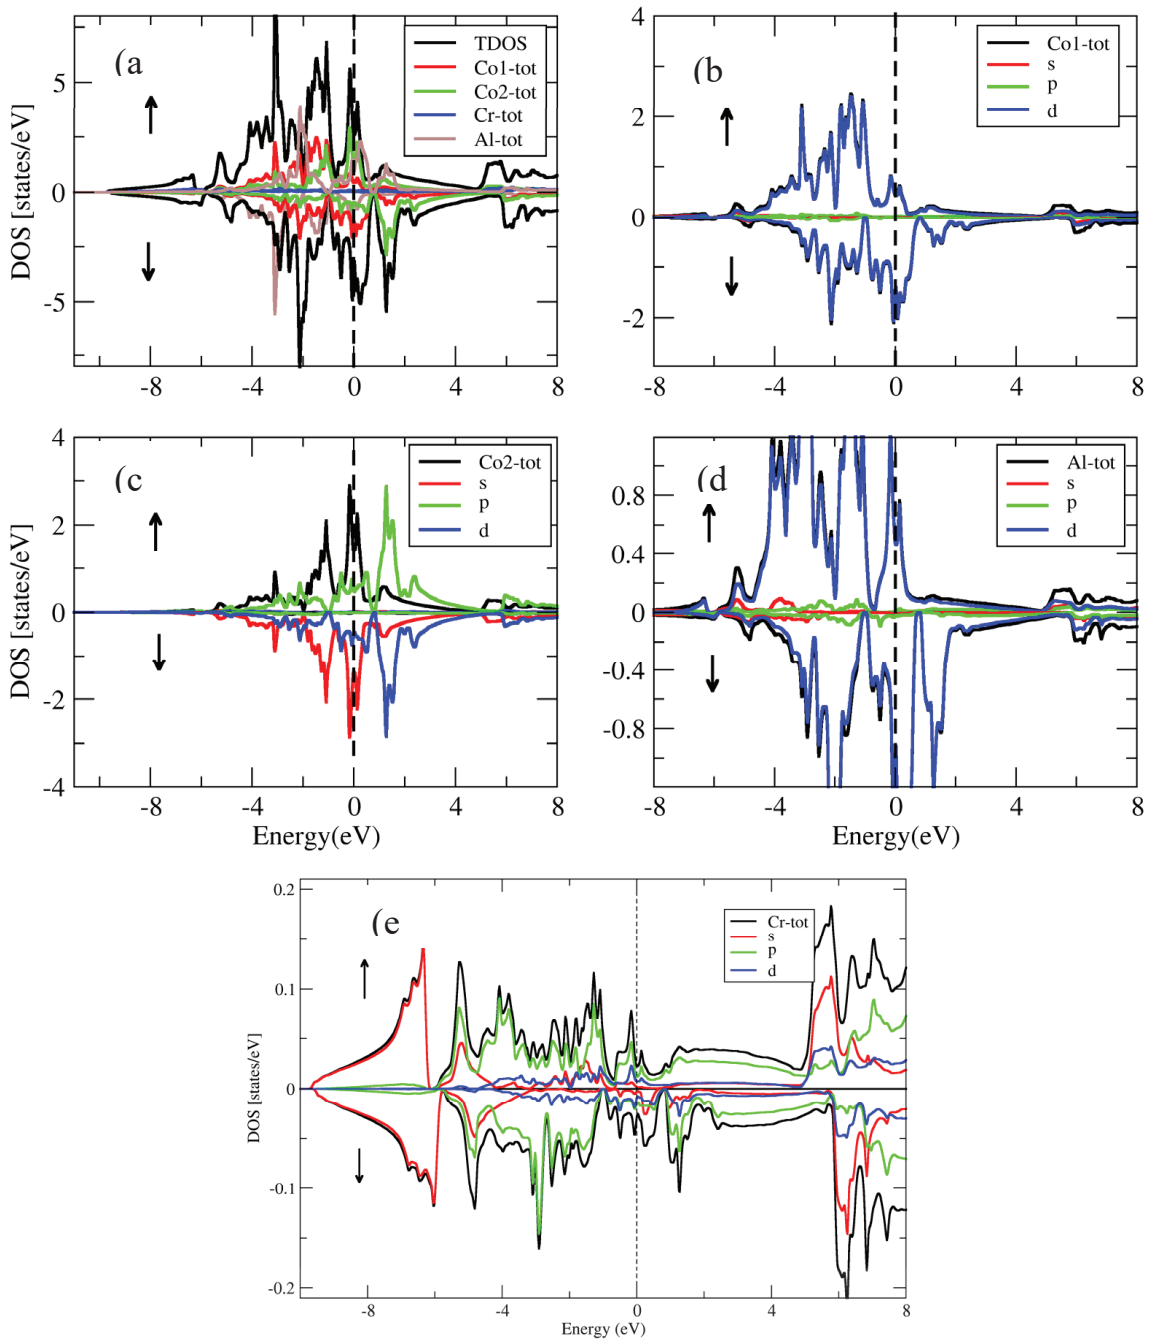 (a
TDOS
Co1-tot
Co2-tot
Cr-tot
Al-tot
5
0
-5
-8
-4
0
4
8
DOS [states/eV]
(b
Co1-tot
s
p
d
4
2
0
-2
-8
-4
0
4
8
(c
Co2-tot
s
p
d
4
2
0
-2
-4
-8
-4
0
4
8
DOS [states/eV]
Energy(eV)
(d
Al-tot
s
p
d
0.8
0.4
0
-0.4
-0.8
-8
-4
0
4
8
Energy(eV)
(e
Cr-tot
s
p
d
0.2
0.1
0
-0.1
-0.2
-8
-4
0
4
8
DOS [states/eV]
Energy (eV)